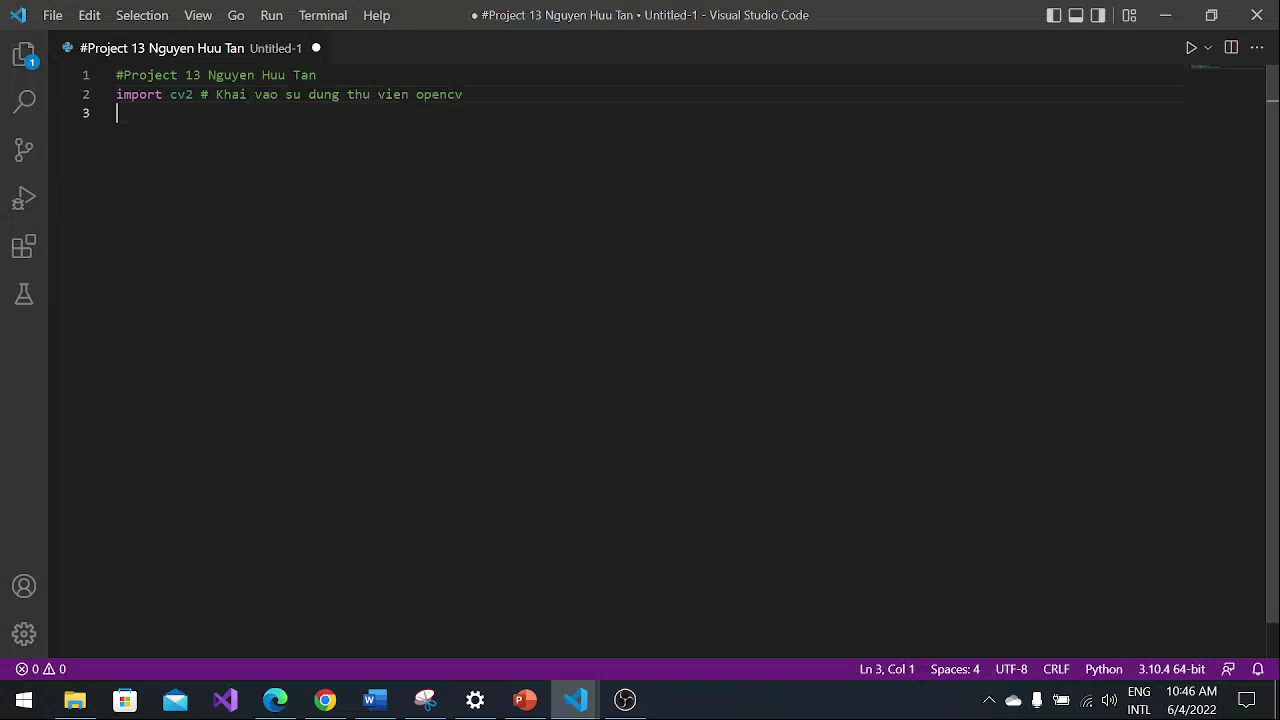 File Edit Selection View Go Run Terminal Help
● #Project 13 Nguyen Huu Tan • Untitled-1 - Visual Studio Code
1
#Project 13 Nguyen Huu Tan Untitled-1
1 #Project 13 Nguyen Huu Tan
2 import cv2 # Khai vao su dung thu vien opencv
3
0 0
Ln 3, Col 1 Spaces: 4 UTF-8 CRLF Python 3.10.4 64-bit
ENG
INTL
10:46 AM
6/4/2022